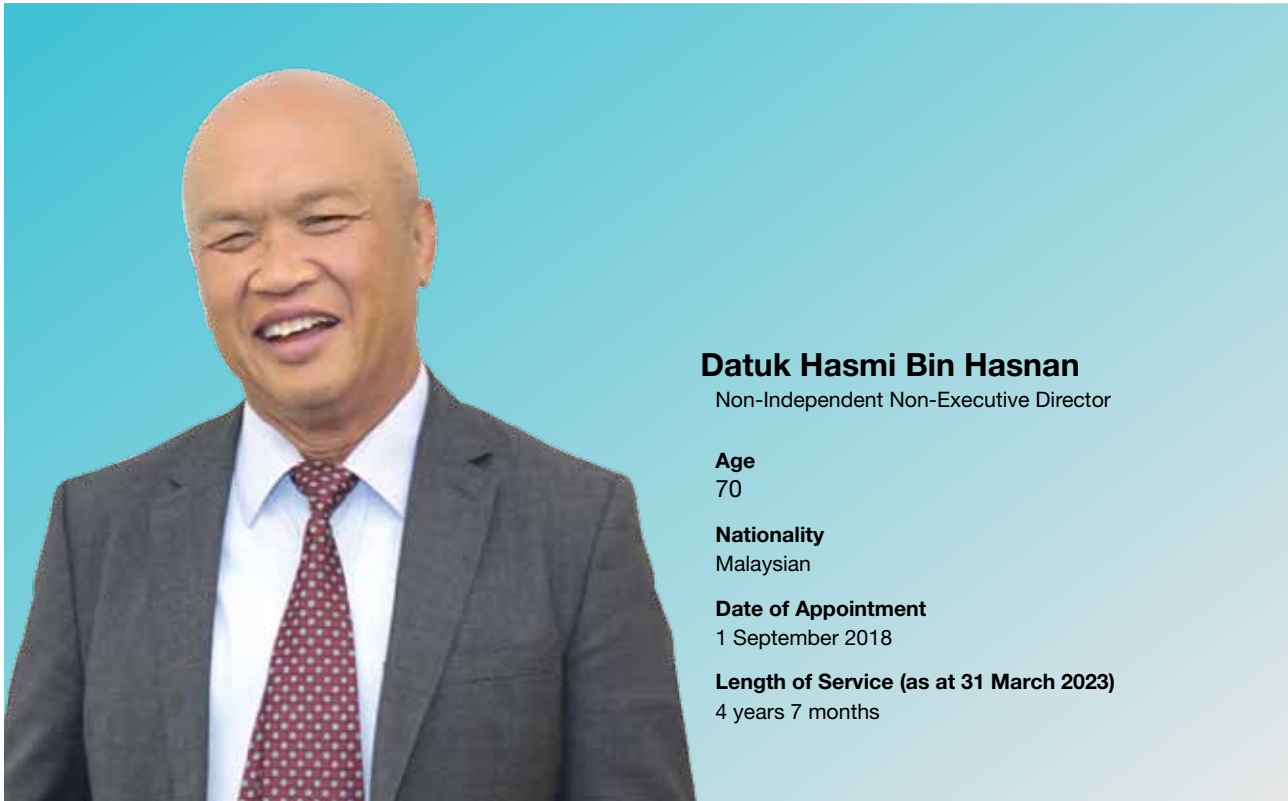 Datuk Hasmi Bin Hasnan
Non-Independent Non-Executive Director
Age
70
Nationality
Malaysian
Date of Appointment
1 September 2018
Length of Service (as at 31 March 2023)
4 years 7 months